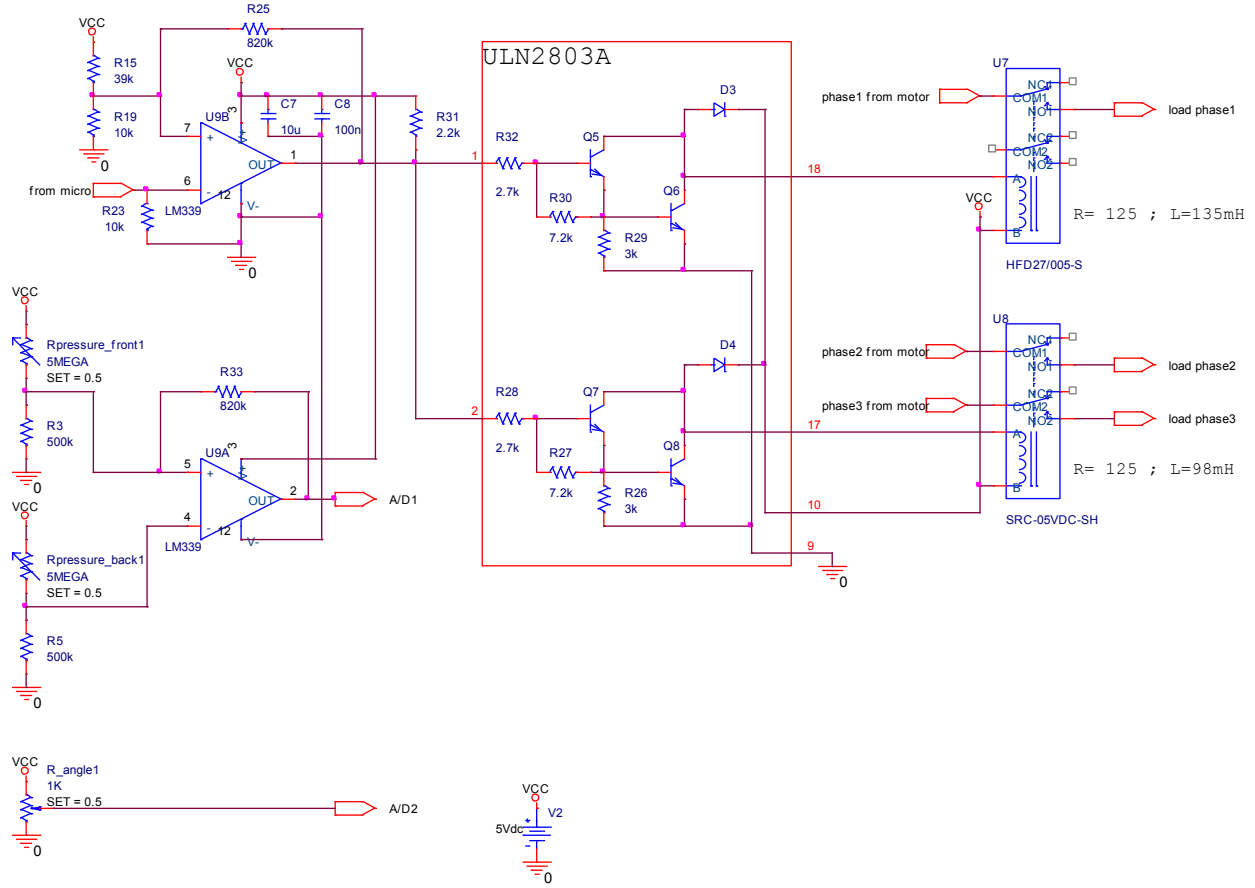 VCC
R25
820k
R15
39k
VCC
R19
10k
0
U9B
3
V+
C7
10u
C8
100n
R31
2.2k
7
+
OUT
1
6
-
12
V-
LM339
from micro
R23
10k
0
ULN2803A
D3
1
R32
2.7k
Q5
Q6
R30
7.2k
R29
3k
18
U7
phase1 from motor
NC1
COM1
NO1
load phase1
NC2
COM2
NO2
A
VCC
B
R= 125 ; L=135mH
HFD27/005-S
VCC
Rpressure_front1
5MEGA
SET = 0.5
R3
500k
0
R33
820k
U9A
3
V+
5
+
OUT
2
A/D1
4
-
12
V-
LM339
VCC
Rpressure_back1
5MEGA
SET = 0.5
R5
500k
0
D4
2
R28
2.7k
Q7
Q8
R27
7.2k
R26
3k
17
10
9
0
U8
phase2 from motor
NC1
COM1
NO1
load phase2
phase3 from motor
NC2
COM2
NO2
load phase3
A
B
R= 125 ; L=98mH
SRC-05VDC-SH
VCC
R_angle1
1K
SET = 0.5
A/D2
0
VCC
V2
5Vdc
+
-
0